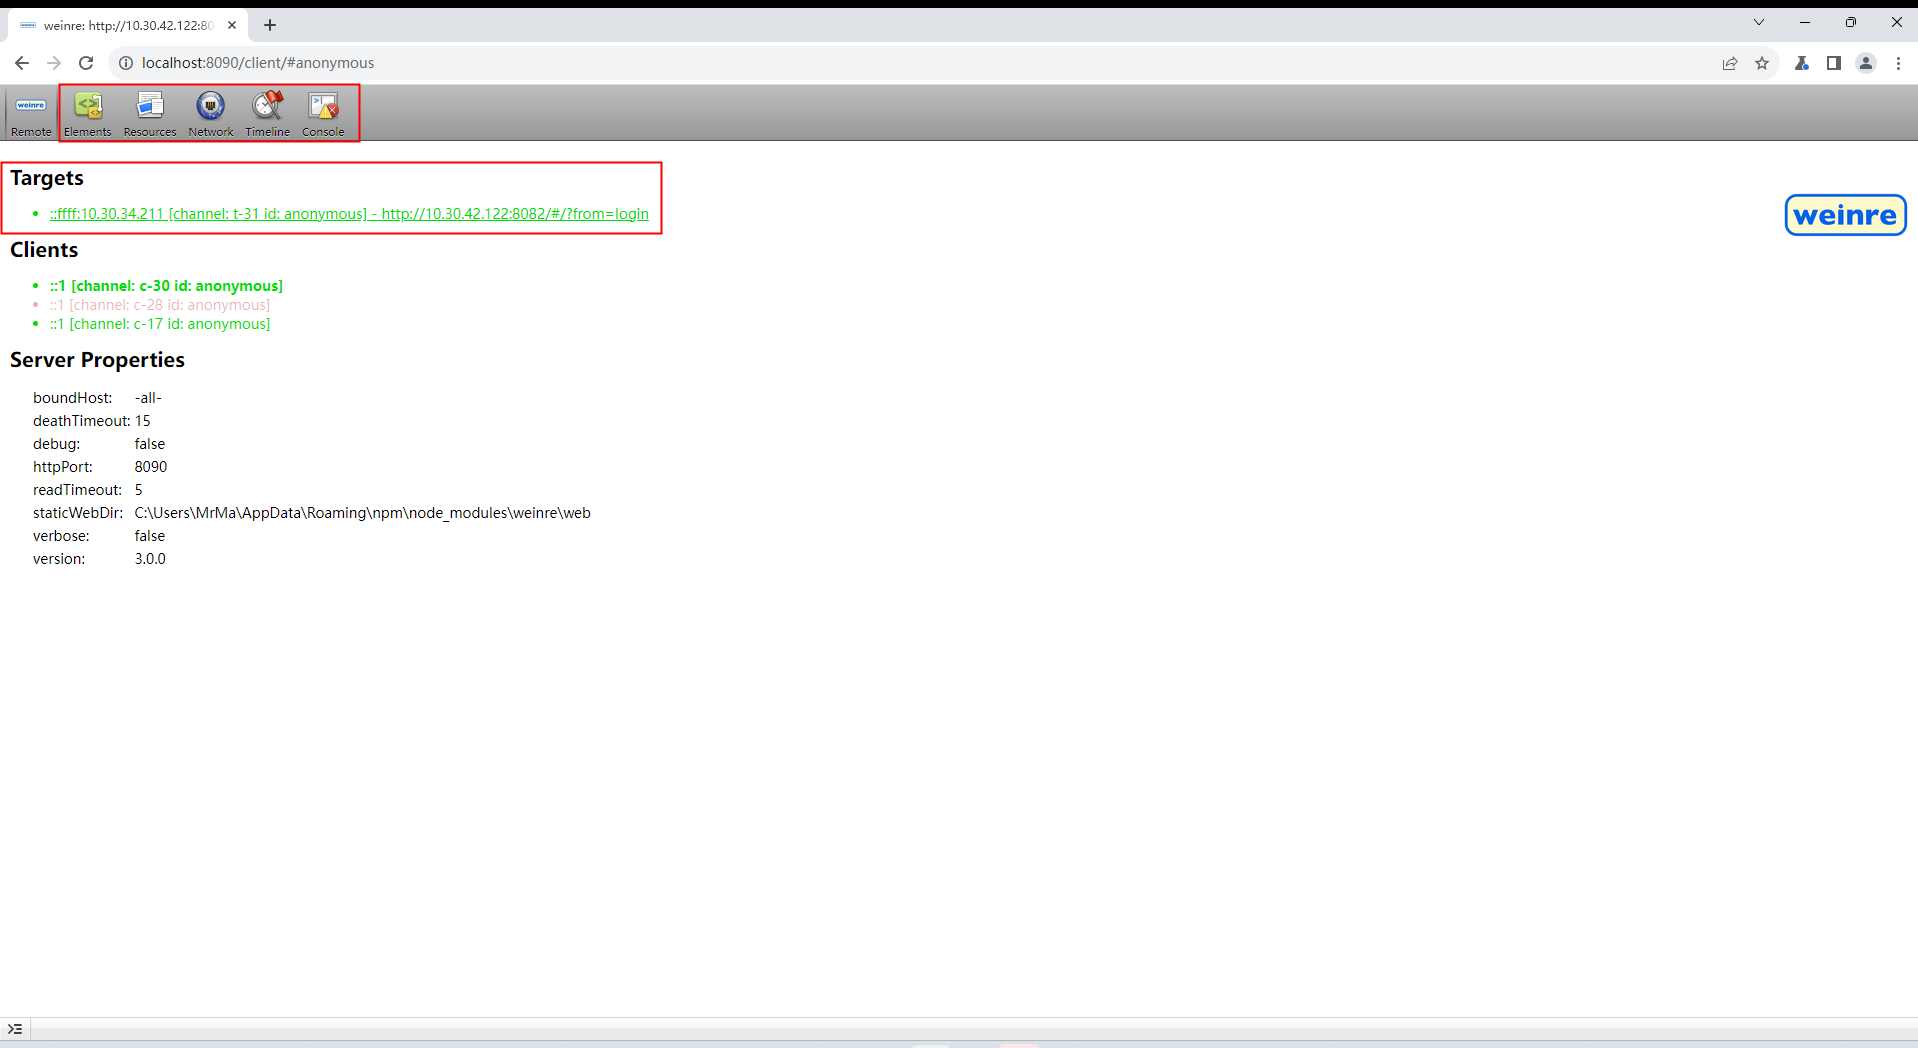 weinre: http://10.30.42.122:80
localhost:8090/client/#anonymous
weinre
Remote Elements Resources Network Timeline Console
Targets
::ffff:10.30.34.211 [channel: t-31 id: anonymous] - http://10.30.42.122:8082/#/?from=login
weinre
Clients
::1 [channel: c-30 id: anonymous]
::1 [channel: c-28 id: anonymous]
::1 [channel: c-17 id: anonymous]
Server Properties
boundHost: -all-
deathTimeout: 15
debug: false
httpPort: 8090
readTimeout: 5
staticWebDir: C:\Users\MrMa\AppData\Roaming\npm\node_modules\weinre\web
verbose: false
version: 3.0.0